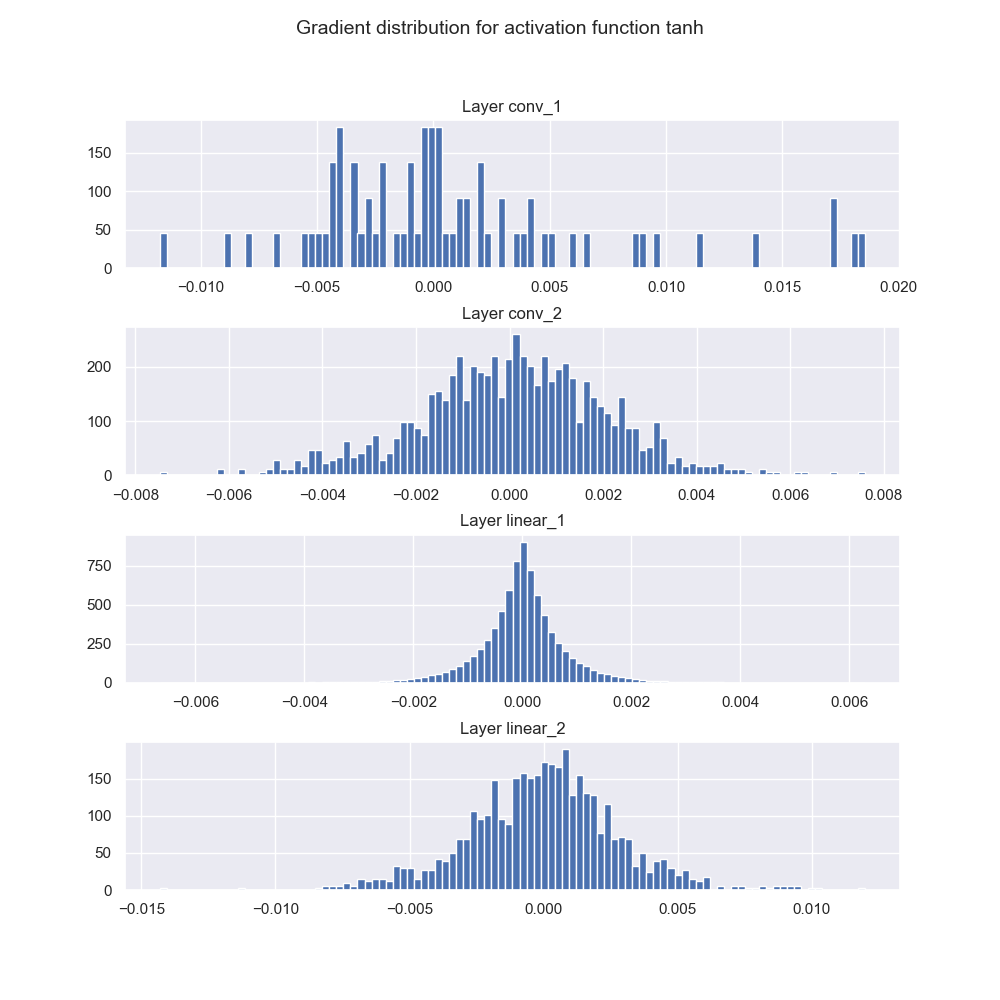 Gradient distribution for activation function tanh
Layer conv_1
150
100
50
0
−0.010 −0.005 0.000 0.005 0.010 0.015 0.020
Layer conv_2
200
100
0
−0.008 −0.006 −0.004 −0.002 0.000 0.002 0.004 0.006 0.008
Layer linear_1
750
500
250
0
−0.006 −0.004 −0.002 0.000 0.002 0.004 0.006
Layer linear_2
150
100
50
0
−0.015 −0.010 −0.005 0.000 0.005 0.010